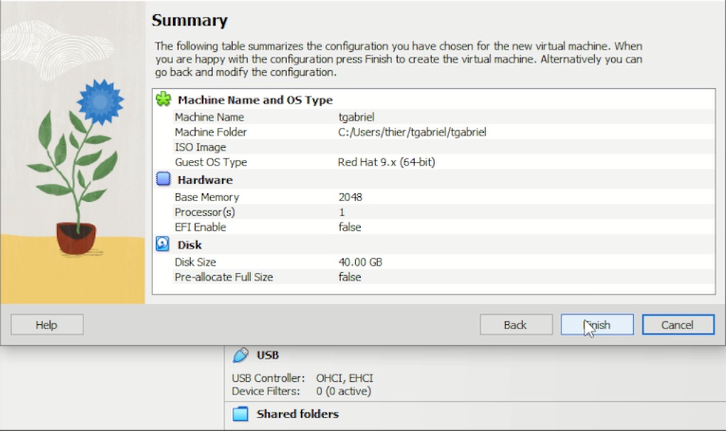 Summary
The following table summarizes the configuration you have chosen for the new virtual machine. When
you are happy with the configuration press Finish to create the virtual machine. Alternatively you can
go back and modify the configuration.
Machine Name and OS Type
Machine Name tgabriel
Machine Folder C:/Users/thier/tgabriel/tgabriel
ISO Image
Guest OS Type Red Hat 9.x (64-bit)
Hardware
Base Memory 2048
Processor(s) 1
EFI Enable false
Disk
Disk Size 40.00 GB
Pre-allocate Full Size false
Help Back Finish Cancel
USB
USB Controller: OHCI, EHCI
Device Filters: 0 (0 active)
Shared folders